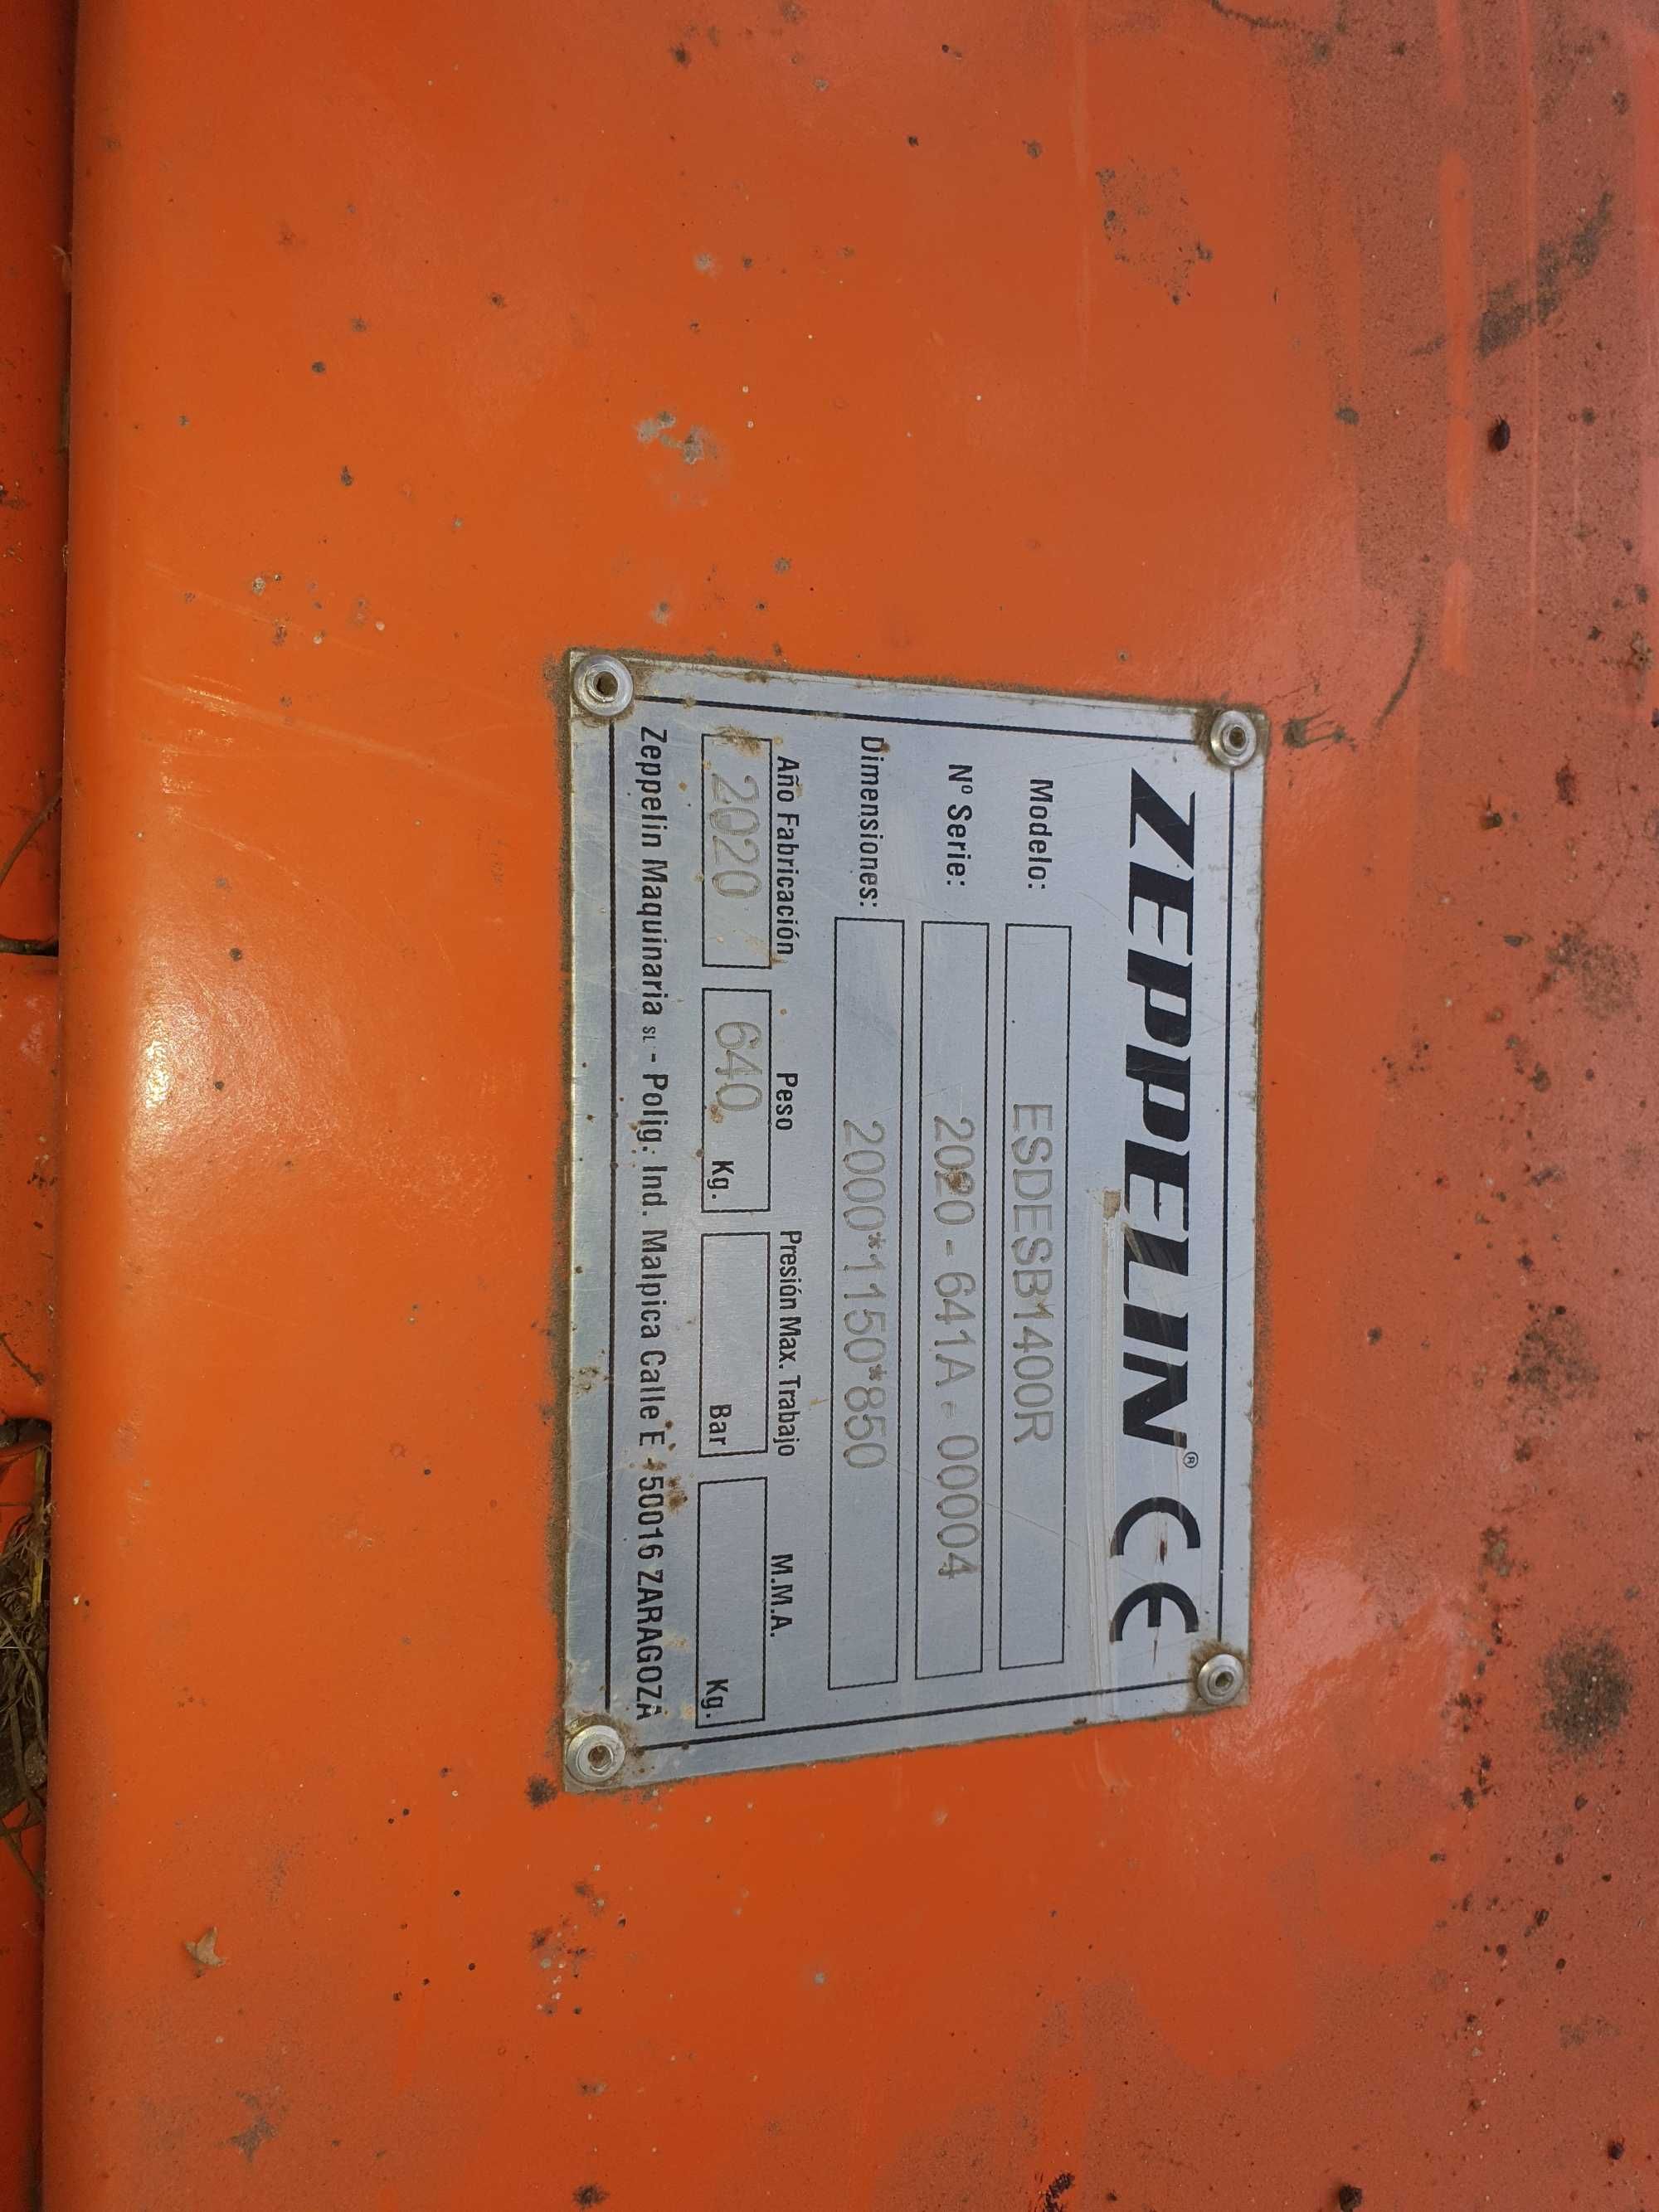 ZEPPELIN® CE
Modelo: ESDESB1400R
Nº Serie: 2020-641A-00004
Dimensiones: 2000*1150*850
Año Fabricación Peso Presión Max. Trabajo M.M.A.
2020 640 Kg. Bar Kg.
Zeppelin Maquinaria SL - Polig. Ind. Malpica Calle E - 50016 ZARAGOZA